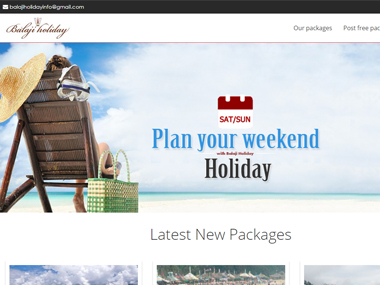 balajiholidayinfo@gmail.com
Balaji holiday
Our packages
Post free pac
SAT/SUN
Plan your weekend
with Balaji Holiday
Holiday
Latest New Packages